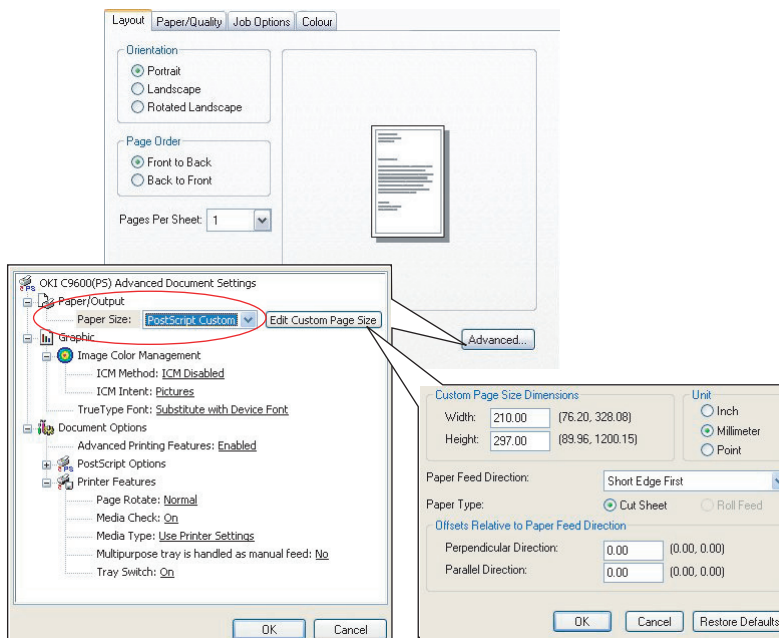 Layout Paper/Quality Job Options Colour
Orientation
Portrait
Landscape
Rotated Landscape
Page Order
Front to Back
Back to Front
Pages Per Sheet: 1
Advanced...
OKI C9600(PS) Advanced Document Settings
Paper/Output
Paper Size: PostScript Custom Edit Custom Page Size
Graphic
Image Color Management
ICM Method: ICM Disabled
ICM Intent: Pictures
TrueType Font: Substitute with Device Font
Document Options
Advanced Printing Features: Enabled
PostScript Options
Printer Features
Page Rotate: Normal
Media Check: On
Media Type: Use Printer Settings
Multipurpose tray is handled as manual feed: No
Tray Switch: On
OK Cancel
Custom Page Size Dimensions
Width: 210.00 (76.20, 328.08)
Height: 297.00 (89.96, 1200.15)
Unit
Inch
Millimeter
Point
Paper Feed Direction: Short Edge First
Paper Type: Cut Sheet Roll Feed
Offsets Relative to Paper Feed Direction
Perpendicular Direction: 0.00 (0.00, 0.00)
Parallel Direction: 0.00 (0.00, 0.00)
OK Cancel Restore Defaults